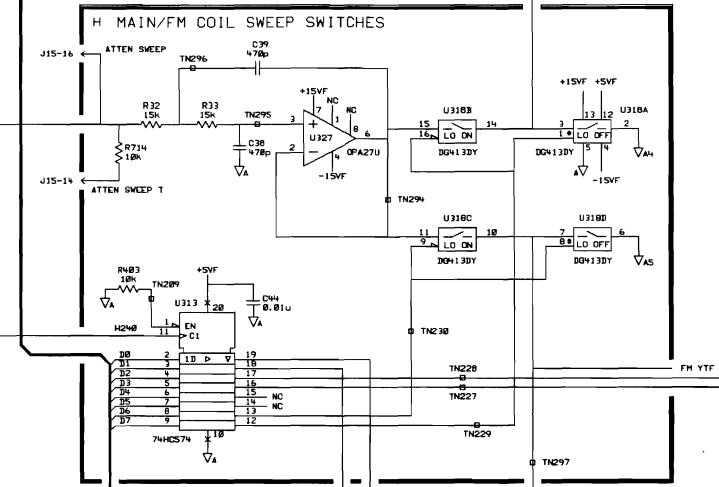 H MAIN/FM COIL SWEEP SWITCHES
J15-16
ATTEN SWEEP
TN296
C39
470p
+15VF
+15VF +5VF
R32
15k
R33
15k
TN295
3
7
NC
1
NC
8
6
+
-
U327
OPA27U
2
4
-15VF
U318B
15
16
14
LO ON
DG413DY
13 12
U318A
3
1
2
LO OFF
5 4
DG413DY
A
-15VF
A4
R714
10k
C38
470p
A
J15-14
ATTEN SWEEP T
TN294
U318C
11
9
10
LO ON
DG413DY
U318D
7
8
6
LO OFF
DG413DY
A5
R403
10k
TN209
A
+5VF
U313
20
C44
0.01u
A
H240
1
11
EN
C1
TN230
D0 2 1D 19
D1 3 18
D2 4 17
D3 5 16
D4 6 15 NC
D5 7 14 NC
D6 8 13
D7 9 12
74HC574
10
A
TN228
TN227
TN229
FM YTF
TN297